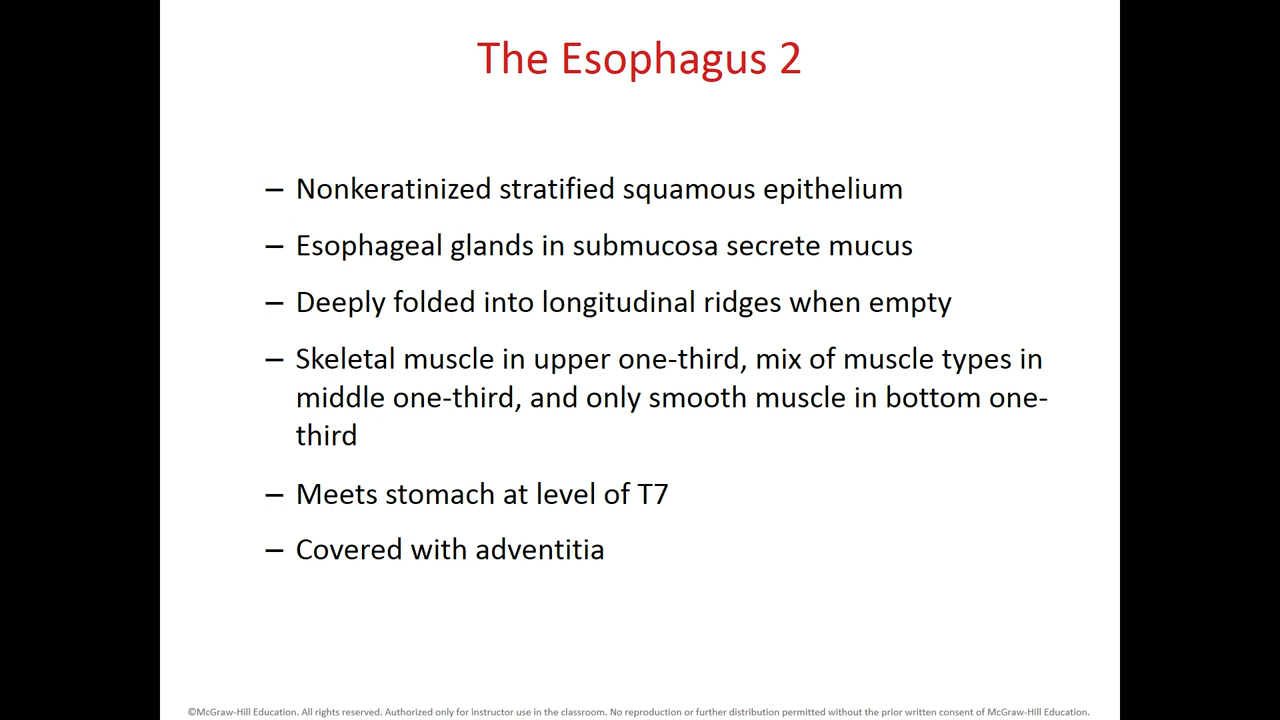 The Esophagus 2
– Nonkeratinized stratified squamous epithelium
– Esophageal glands in submucosa secrete mucus
– Deeply folded into longitudinal ridges when empty
– Skeletal muscle in upper one-third, mix of muscle types in
middle one-third, and only smooth muscle in bottom one-
third
– Meets stomach at level of T7
– Covered with adventitia
©McGraw-Hill Education. All rights reserved. Authorized only for instructor use in the classroom. No reproduction or further distribution permitted without the prior written consent of McGraw-Hill Education.